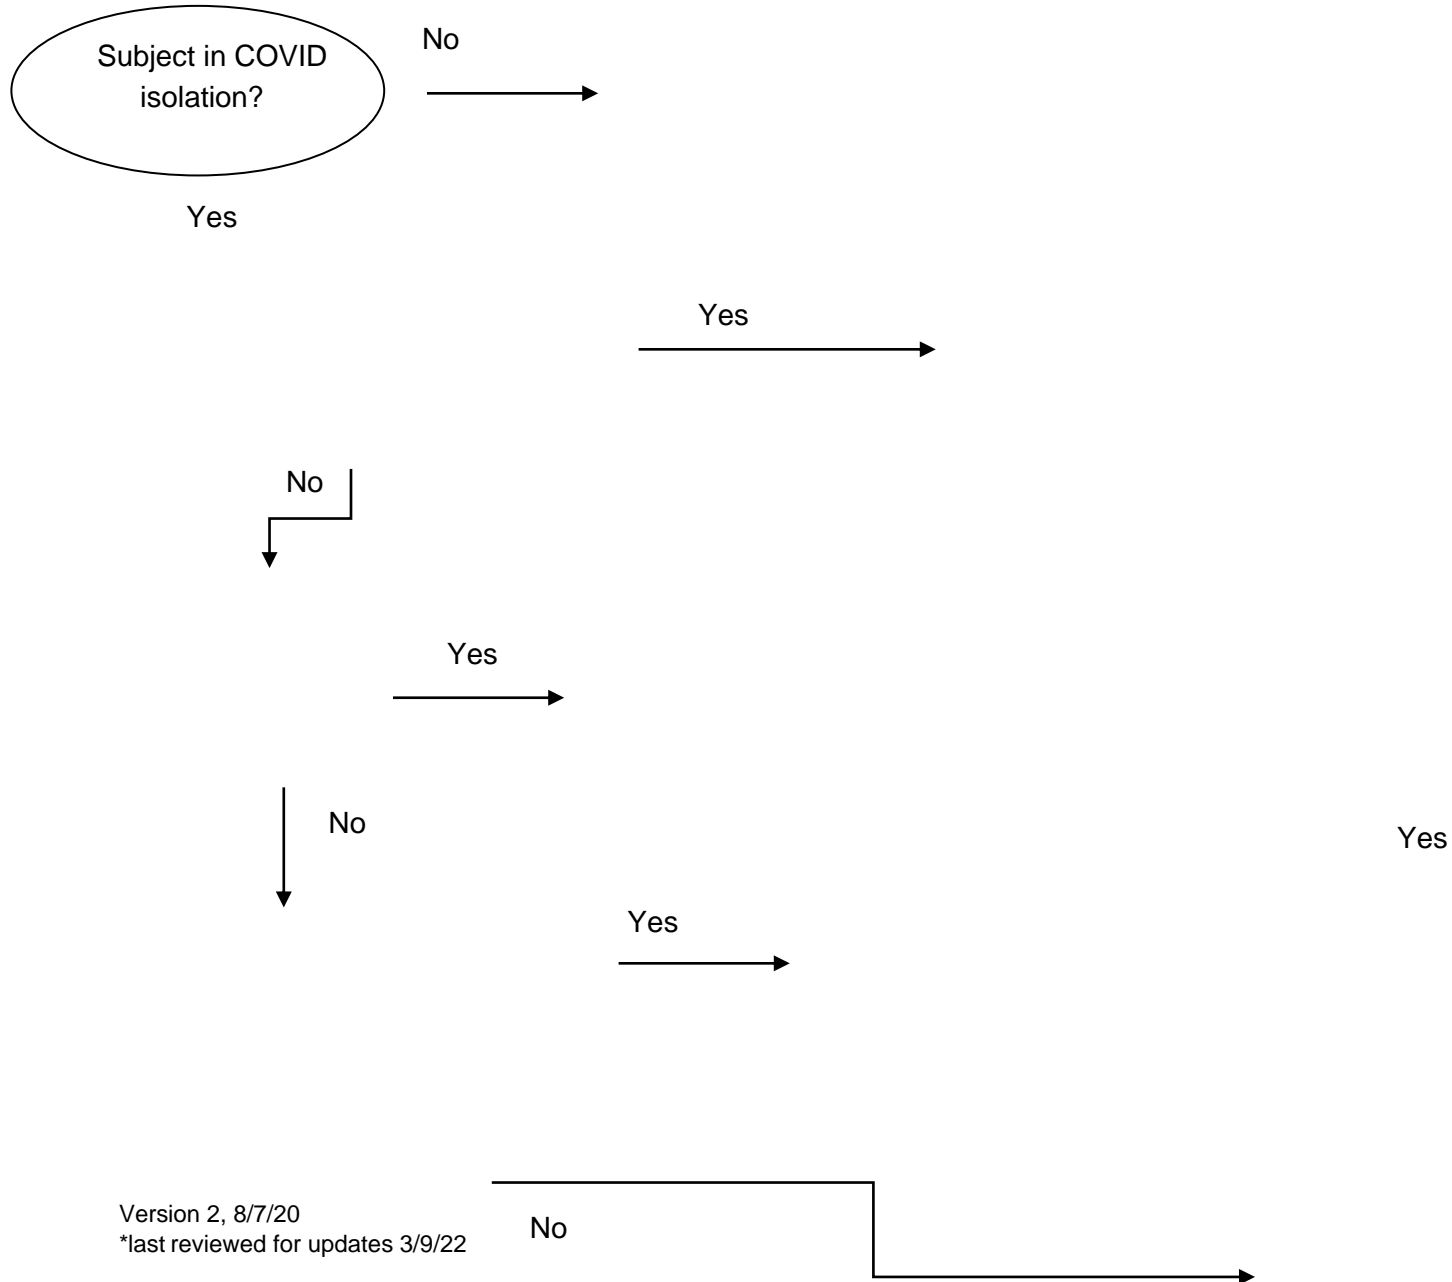 Subject in COVID
isolation?
No
Yes
Yes
No
Yes
No
Yes
Yes
Version 2, 8/7/20
*last reviewed for updates 3/9/22
No